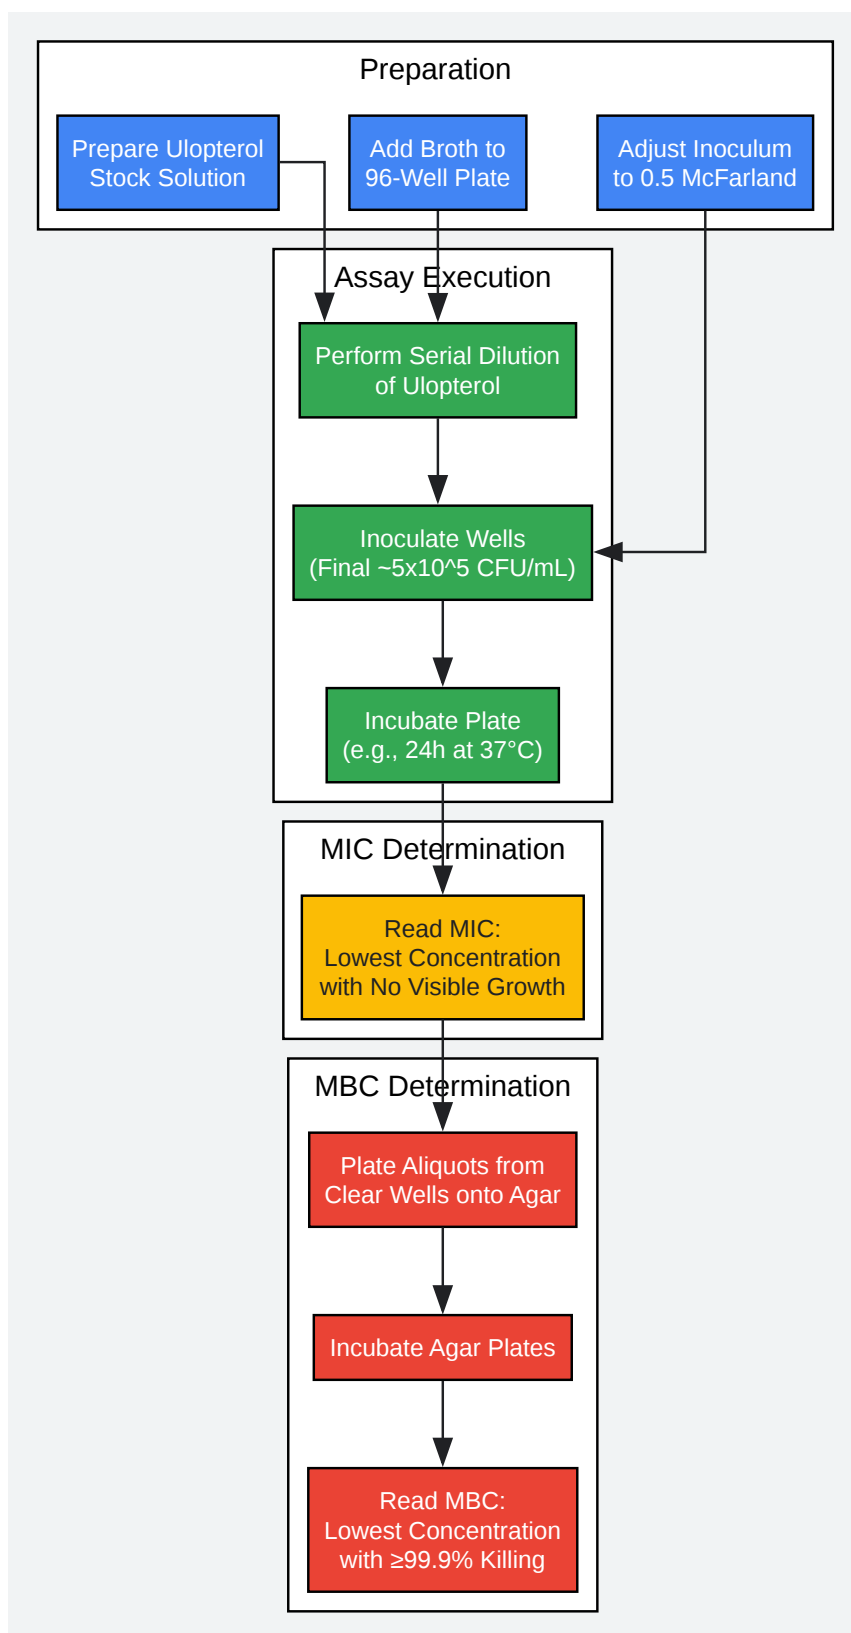 Preparation
Prepare Ulopterol
Stock Solution
Add Broth to
96-Well Plate
Adjust Inoculum
to 0.5 McFarland
Assay Execution
Perform Serial Dilution
of Ulopterol
Inoculate Wells
(Final ~5x10^5 CFU/mL)
Incubate Plate
(e.g., 24h at 37°C)
MIC Determination
Read MIC:
Lowest Concentration
with No Visible Growth
MBC Determination
Plate Aliquots from
Clear Wells onto Agar
Incubate Agar Plates
Read MBC:
Lowest Concentration
with ≥99.9% Killing